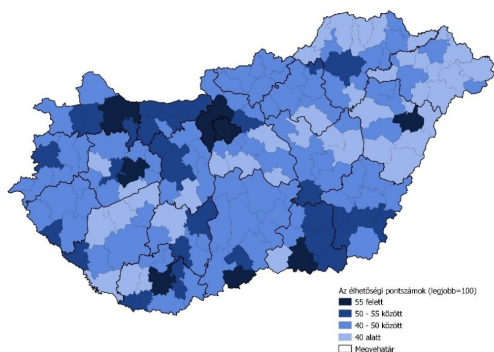 Az élhetőségi pontszámok (legjobb=100)
55 felett
50 - 55 között
40 - 50 között
40 alatt
Megyehatár